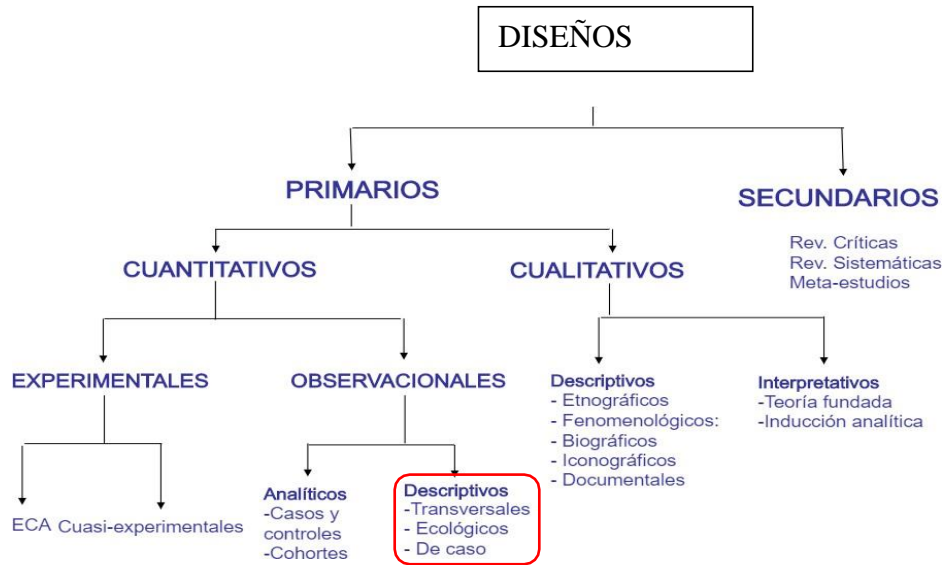 DISEÑOS
PRIMARIOS
SECUNDARIOS
Rev. Críticas
Rev. Sistemáticas
Meta-estudios
CUANTITATIVOS
CUALITATIVOS
EXPERIMENTALES
OBSERVACIONALES
Descriptivos
- Etnográficos
- Fenomenológicos:
- Biográficos
- Iconográficos
- Documentales
Interpretativos
-Teoría fundada
-Inducción analítica
ECA
Cuasi-experimentales
Analíticos
-Casos y
controles
-Cohortes
Descriptivos
-Transversales
- Ecológicos
- De caso